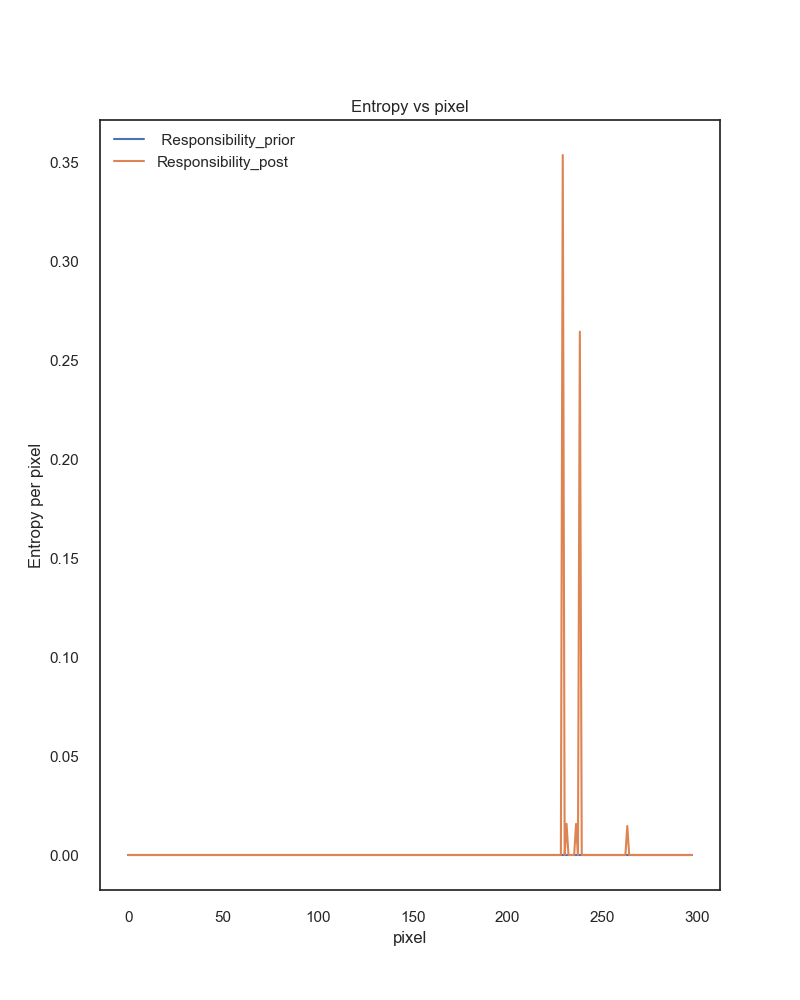 Entropy vs pixel
Responsibility_prior
Responsibility_post
0.35
0.30
0.25
0.20
0.15
0.10
0.05
0.00
Entropy per pixel
0 50 100 150 200 250 300
pixel